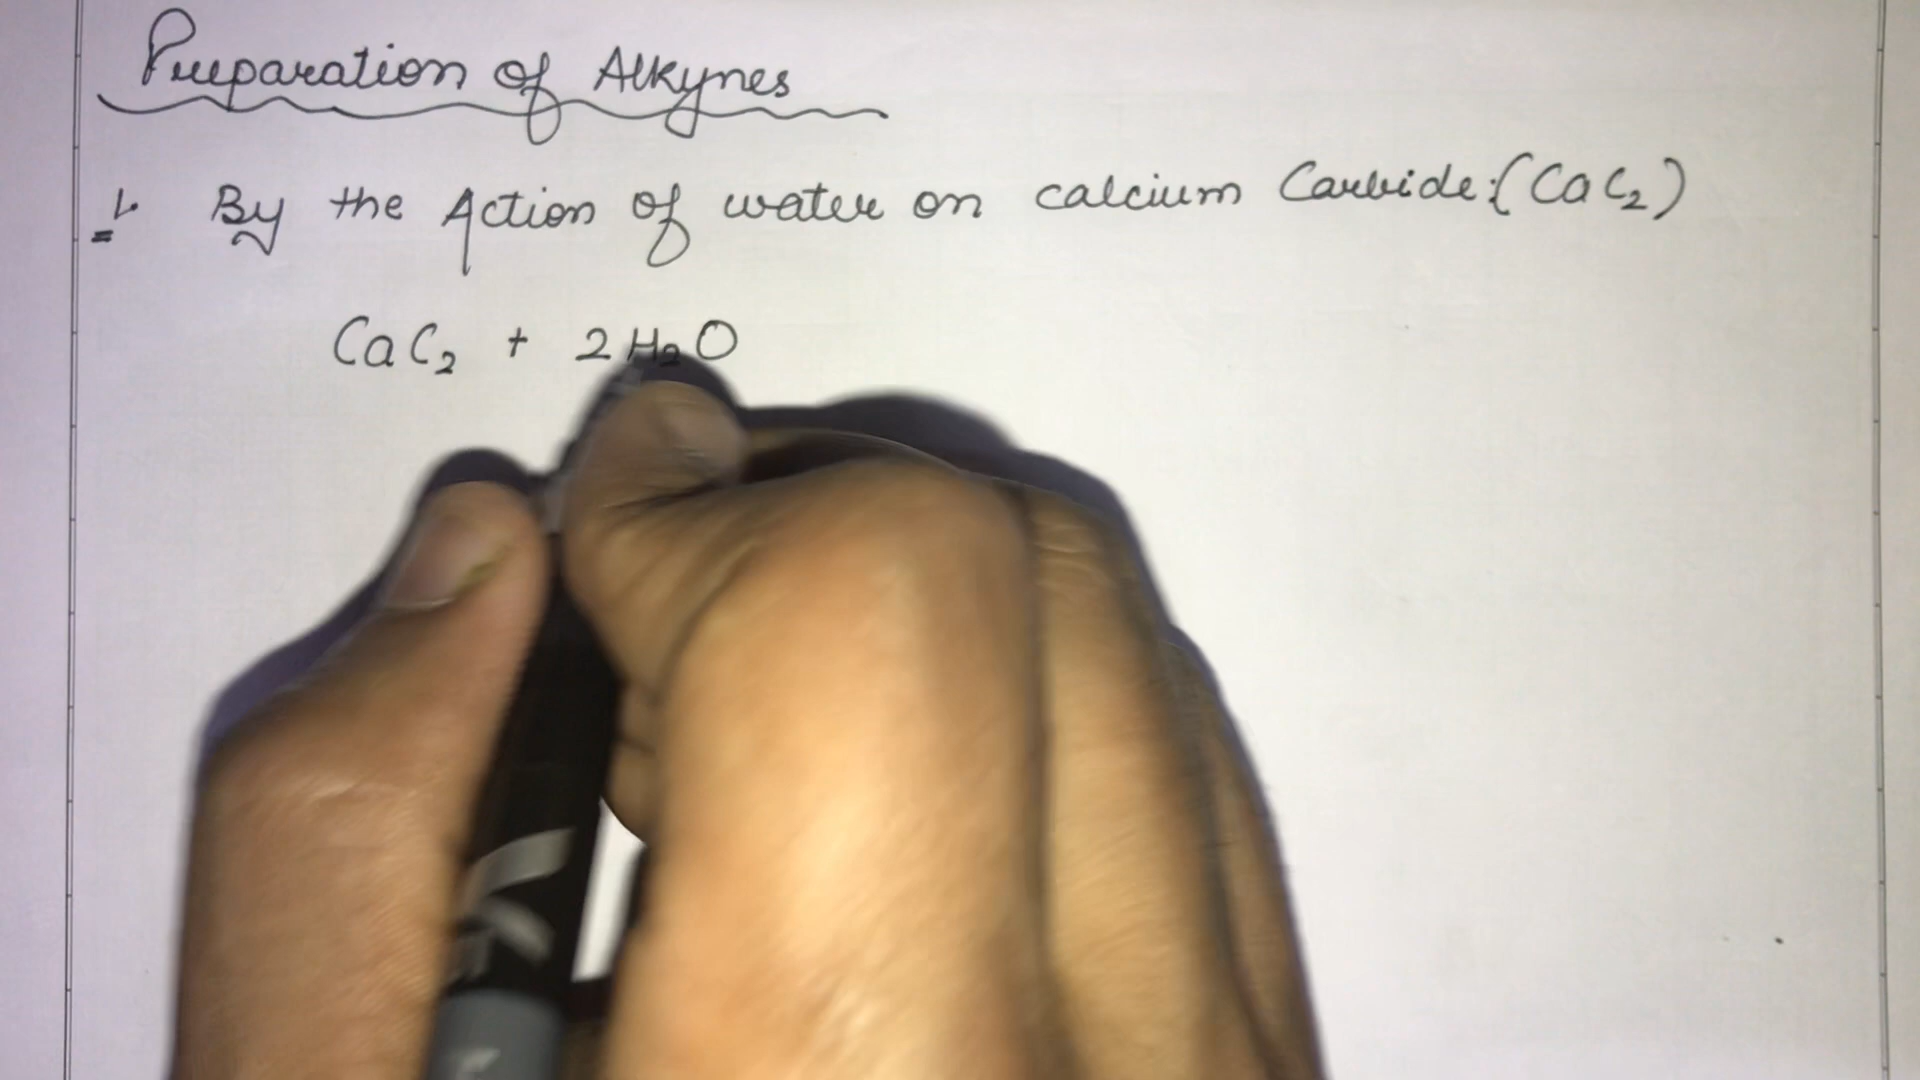 Preparation of Alkynes
1. By the Action of water on calcium Carbide:(CaC₂)
CaC₂ + 2H₂O